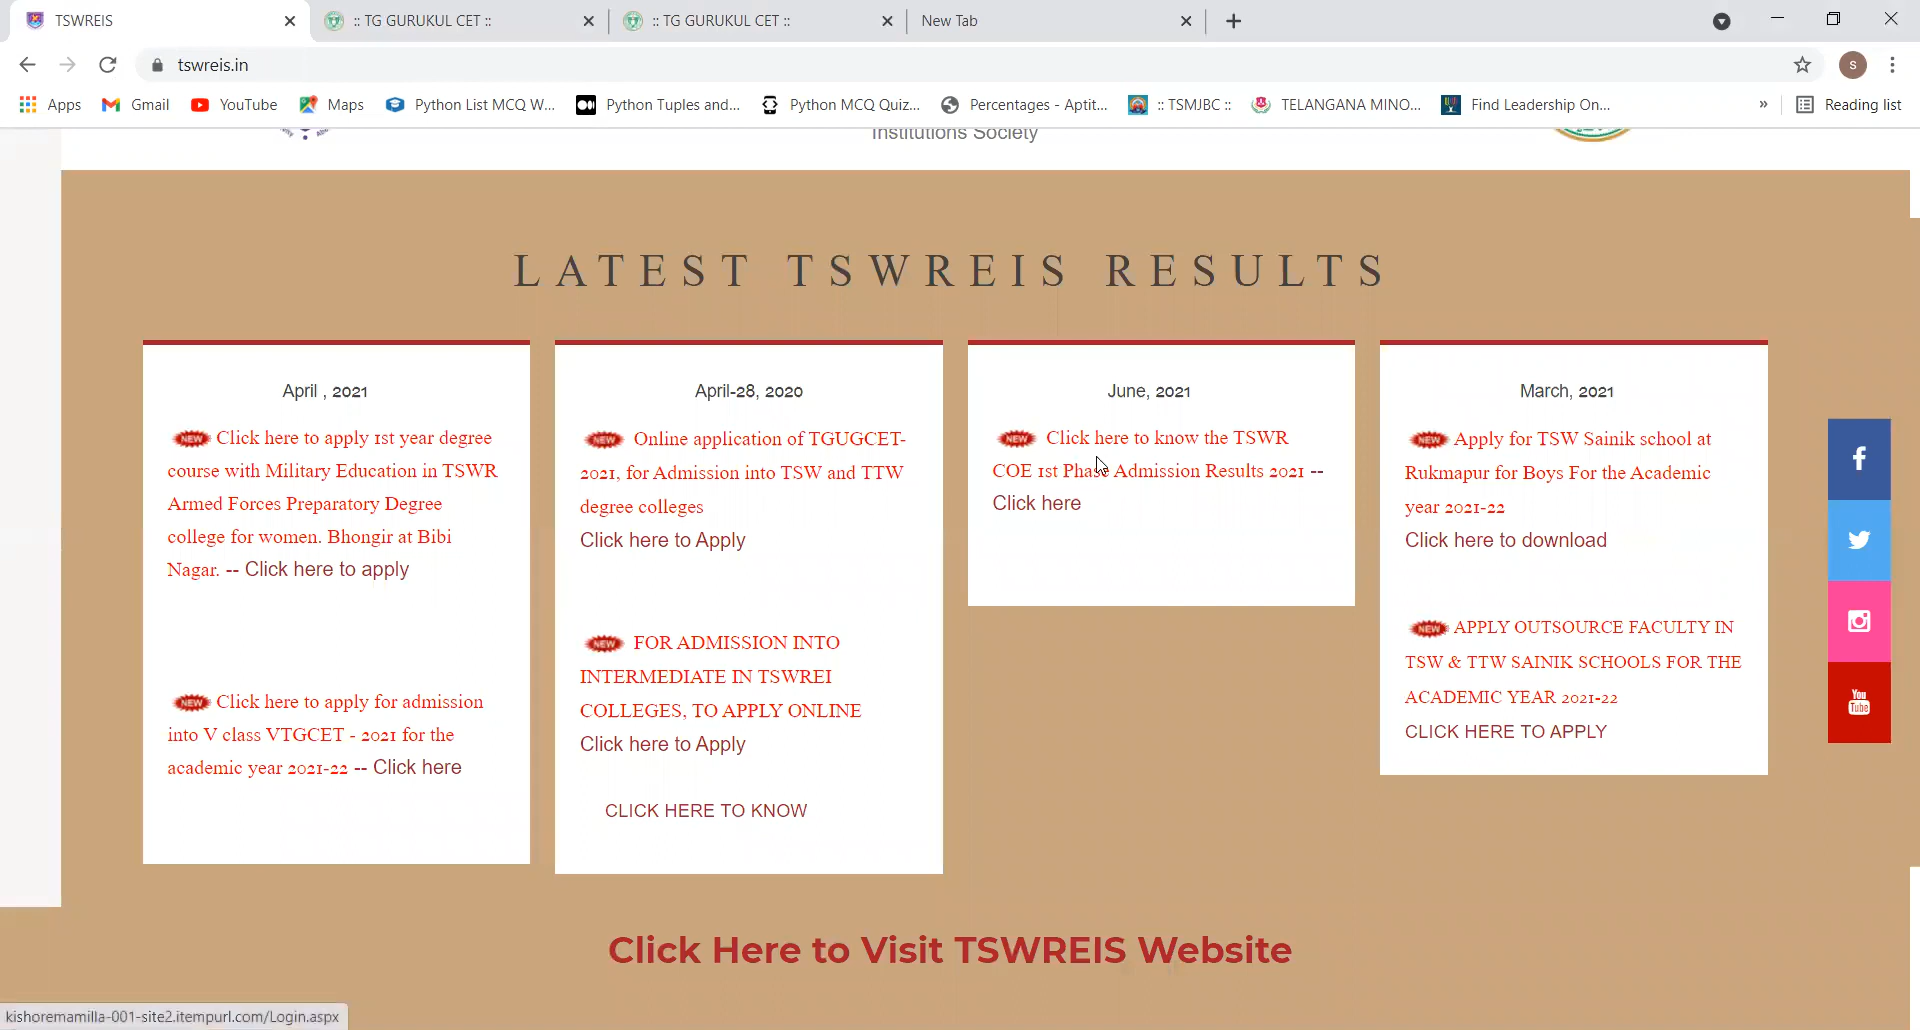 TSWREIS
:: TG GURUKUL CET ::
:: TG GURUKUL CET ::
New Tab
tswreis.in
S
Apps
Gmail
YouTube
Maps
Python List MCQ W...
Python Tuples and...
Python MCQ Quiz...
Percentages - Aptit...
:: TSMJBC ::
TELANGANA MINO...
Find Leadership On...
»
Reading list
Institutions Society
LATEST TSWREIS RESULTS
April , 2021
NEW Click here to apply 1st year degree
course with Military Education in TSWR
Armed Forces Preparatory Degree
college for women. Bhongir at Bibi
Nagar. -- Click here to apply
NEW Click here to apply for admission
into V class VTGCET - 2021 for the
academic year 2021-22 -- Click here
April-28, 2020
NEW Online application of TGUGCET-
2021, for Admission into TSW and TTW
degree colleges
Click here to Apply
NEW FOR ADMISSION INTO
INTERMEDIATE IN TSWREI
COLLEGES, TO APPLY ONLINE
Click here to Apply
CLICK HERE TO KNOW
June, 2021
NEW Click here to know the TSWR
COE 1st Phase Admission Results 2021 --
Click here
March, 2021
NEW Apply for TSW Sainik school at
Rukmapur for Boys For the Academic
year 2021-22
Click here to download
NEW APPLY OUTSOURCE FACULTY IN
TSW & TTW SAINIK SCHOOLS FOR THE
ACADEMIC YEAR 2021-22
CLICK HERE TO APPLY
You
Tube
Click Here to Visit TSWREIS Website
kishoremamilla-001-site2.itempurl.com/Login.aspx